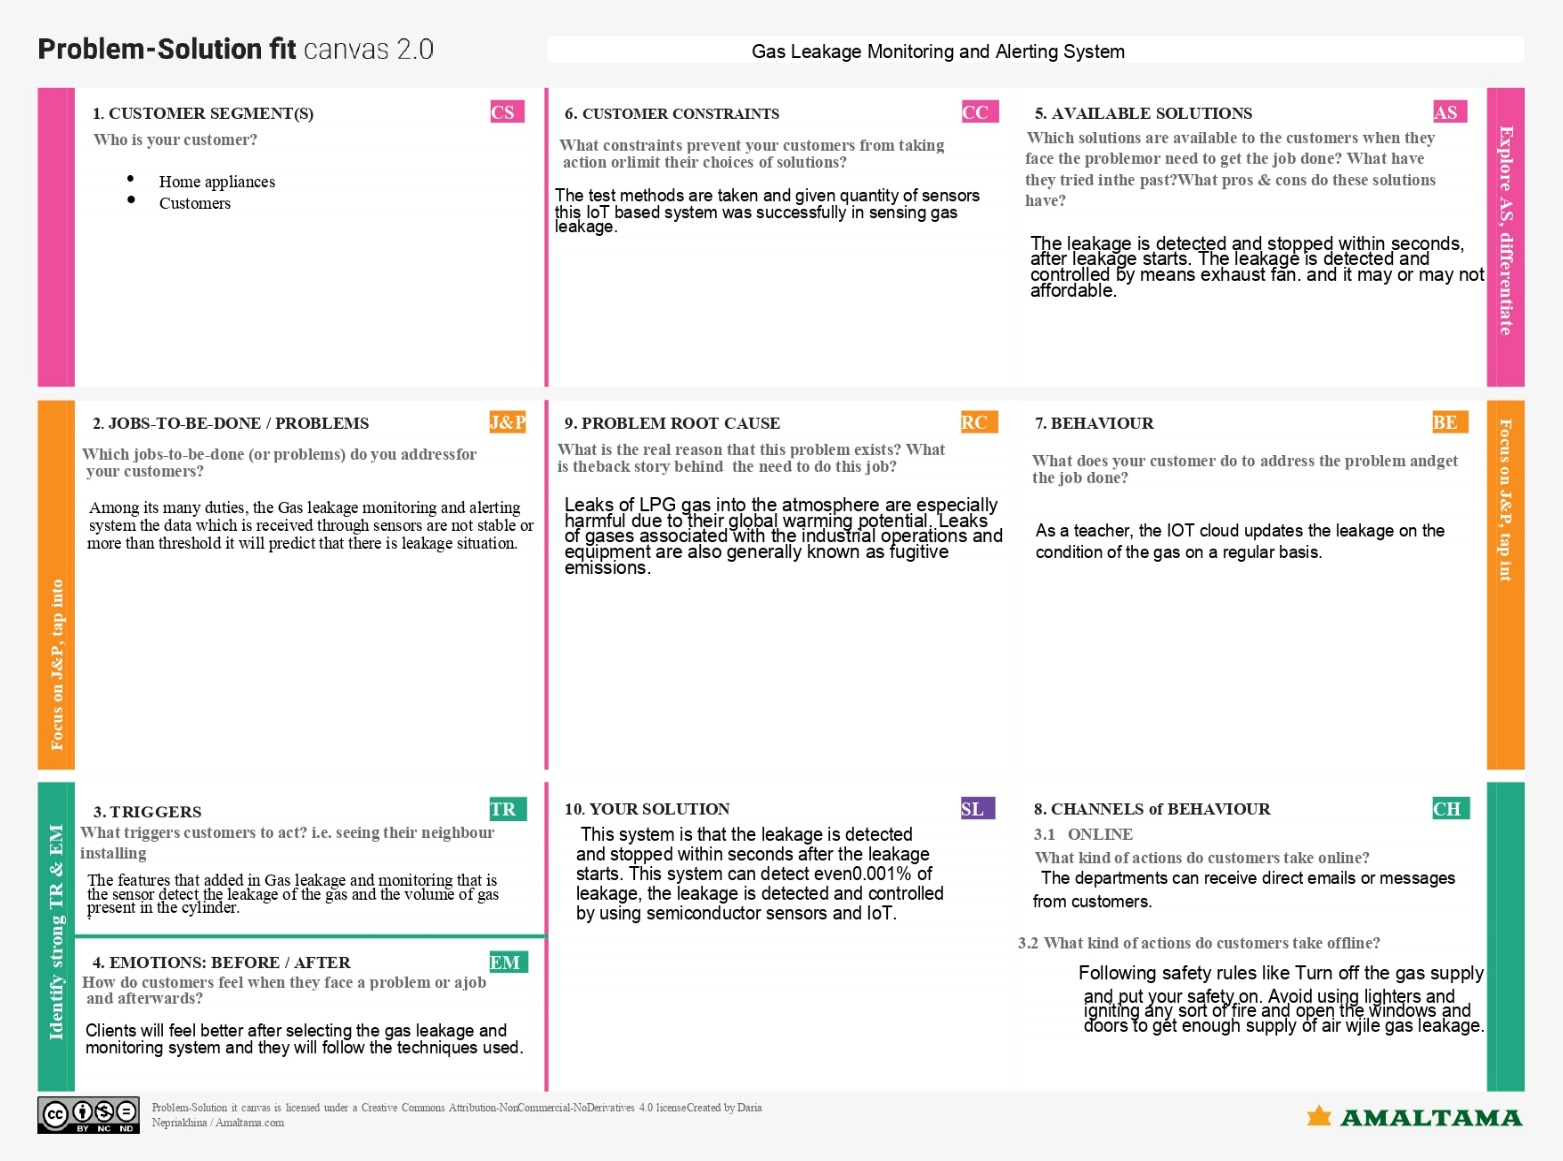 Problem-Solution fit canvas 2.0
Gas Leakage Monitoring and Alerting System
1. CUSTOMER SEGMENT(S)
CS
Who is your customer?
• Home appliances
• Customers
6. CUSTOMER CONSTRAINTS
CC
What constraints prevent your customers from taking
action orlimit their choices of solutions?
The test methods are taken and given quantity of sensors
this IoT based system was successfully in sensing gas
leakage.
5. AVAILABLE SOLUTIONS
AS
Which solutions are available to the customers when they
face the problemor need to get the job done? What have
they tried inthe past?What pros & cons do these solutions
have?
The leakage is detected and stopped within seconds,
after leakage starts. The leakage is detected and
controlled by means exhaust fan. and it may or may not
affordable.
Explore AS, differentiate
Focus on J&P, tap into
2. JOBS-TO-BE-DONE / PROBLEMS
J&P
Which jobs-to-be-done (or problems) do you addressfor
your customers?
Among its many duties, the Gas leakage monitoring and alerting
system the data which is received through sensors are not stable or
more than threshold it will predict that there is leakage situation.
9. PROBLEM ROOT CAUSE
RC
What is the real reason that this problem exists? What
is theback story behind the need to do this job?
Leaks of LPG gas into the atmosphere are especially
harmful due to their global warming potential. Leaks
of gases associated with the industrial operations and
equipment are also generally known as fugitive
emissions.
7. BEHAVIOUR
BE
What does your customer do to address the problem andget
the job done?
As a teacher, the IOT cloud updates the leakage on the
condition of the gas on a regular basis.
Focus on J&P, tap int
Identify strong TR & EM
3. TRIGGERS
TR
What triggers customers to act? i.e. seeing their neighbour
installing
The features that added in Gas leakage and monitoring that is
the sensor detect the leakage of the gas and the volume of gas
present in the cylinder.
4. EMOTIONS: BEFORE / AFTER
EM
How do customers feel when they face a problem or ajob
and afterwards?
Clients will feel better after selecting the gas leakage and
monitoring system and they will follow the techniques used.
10. YOUR SOLUTION
SL
This system is that the leakage is detected
and stopped within seconds after the leakage
starts. This system can detect even0.001% of
leakage, the leakage is detected and controlled
by using semiconductor sensors and IoT.
8. CHANNELS of BEHAVIOUR
CH
3.1 ONLINE
What kind of actions do customers take online?
The departments can receive direct emails or messages
from customers.
3.2 What kind of actions do customers take offline?
Following safety rules like Turn off the gas supply
and put your safety on. Avoid using lighters and
igniting any sort of fire and open the windows and
doors to get enough supply of air wjile gas leakage.
cc BY NC ND
Problem-Solution it canvas is licensed under a Creative Commons Attribution-NonCommercial-NoDerivatives 4.0 licenseCreated by Daria
Nepriakhina / Amaltama.com
AMALTAMA